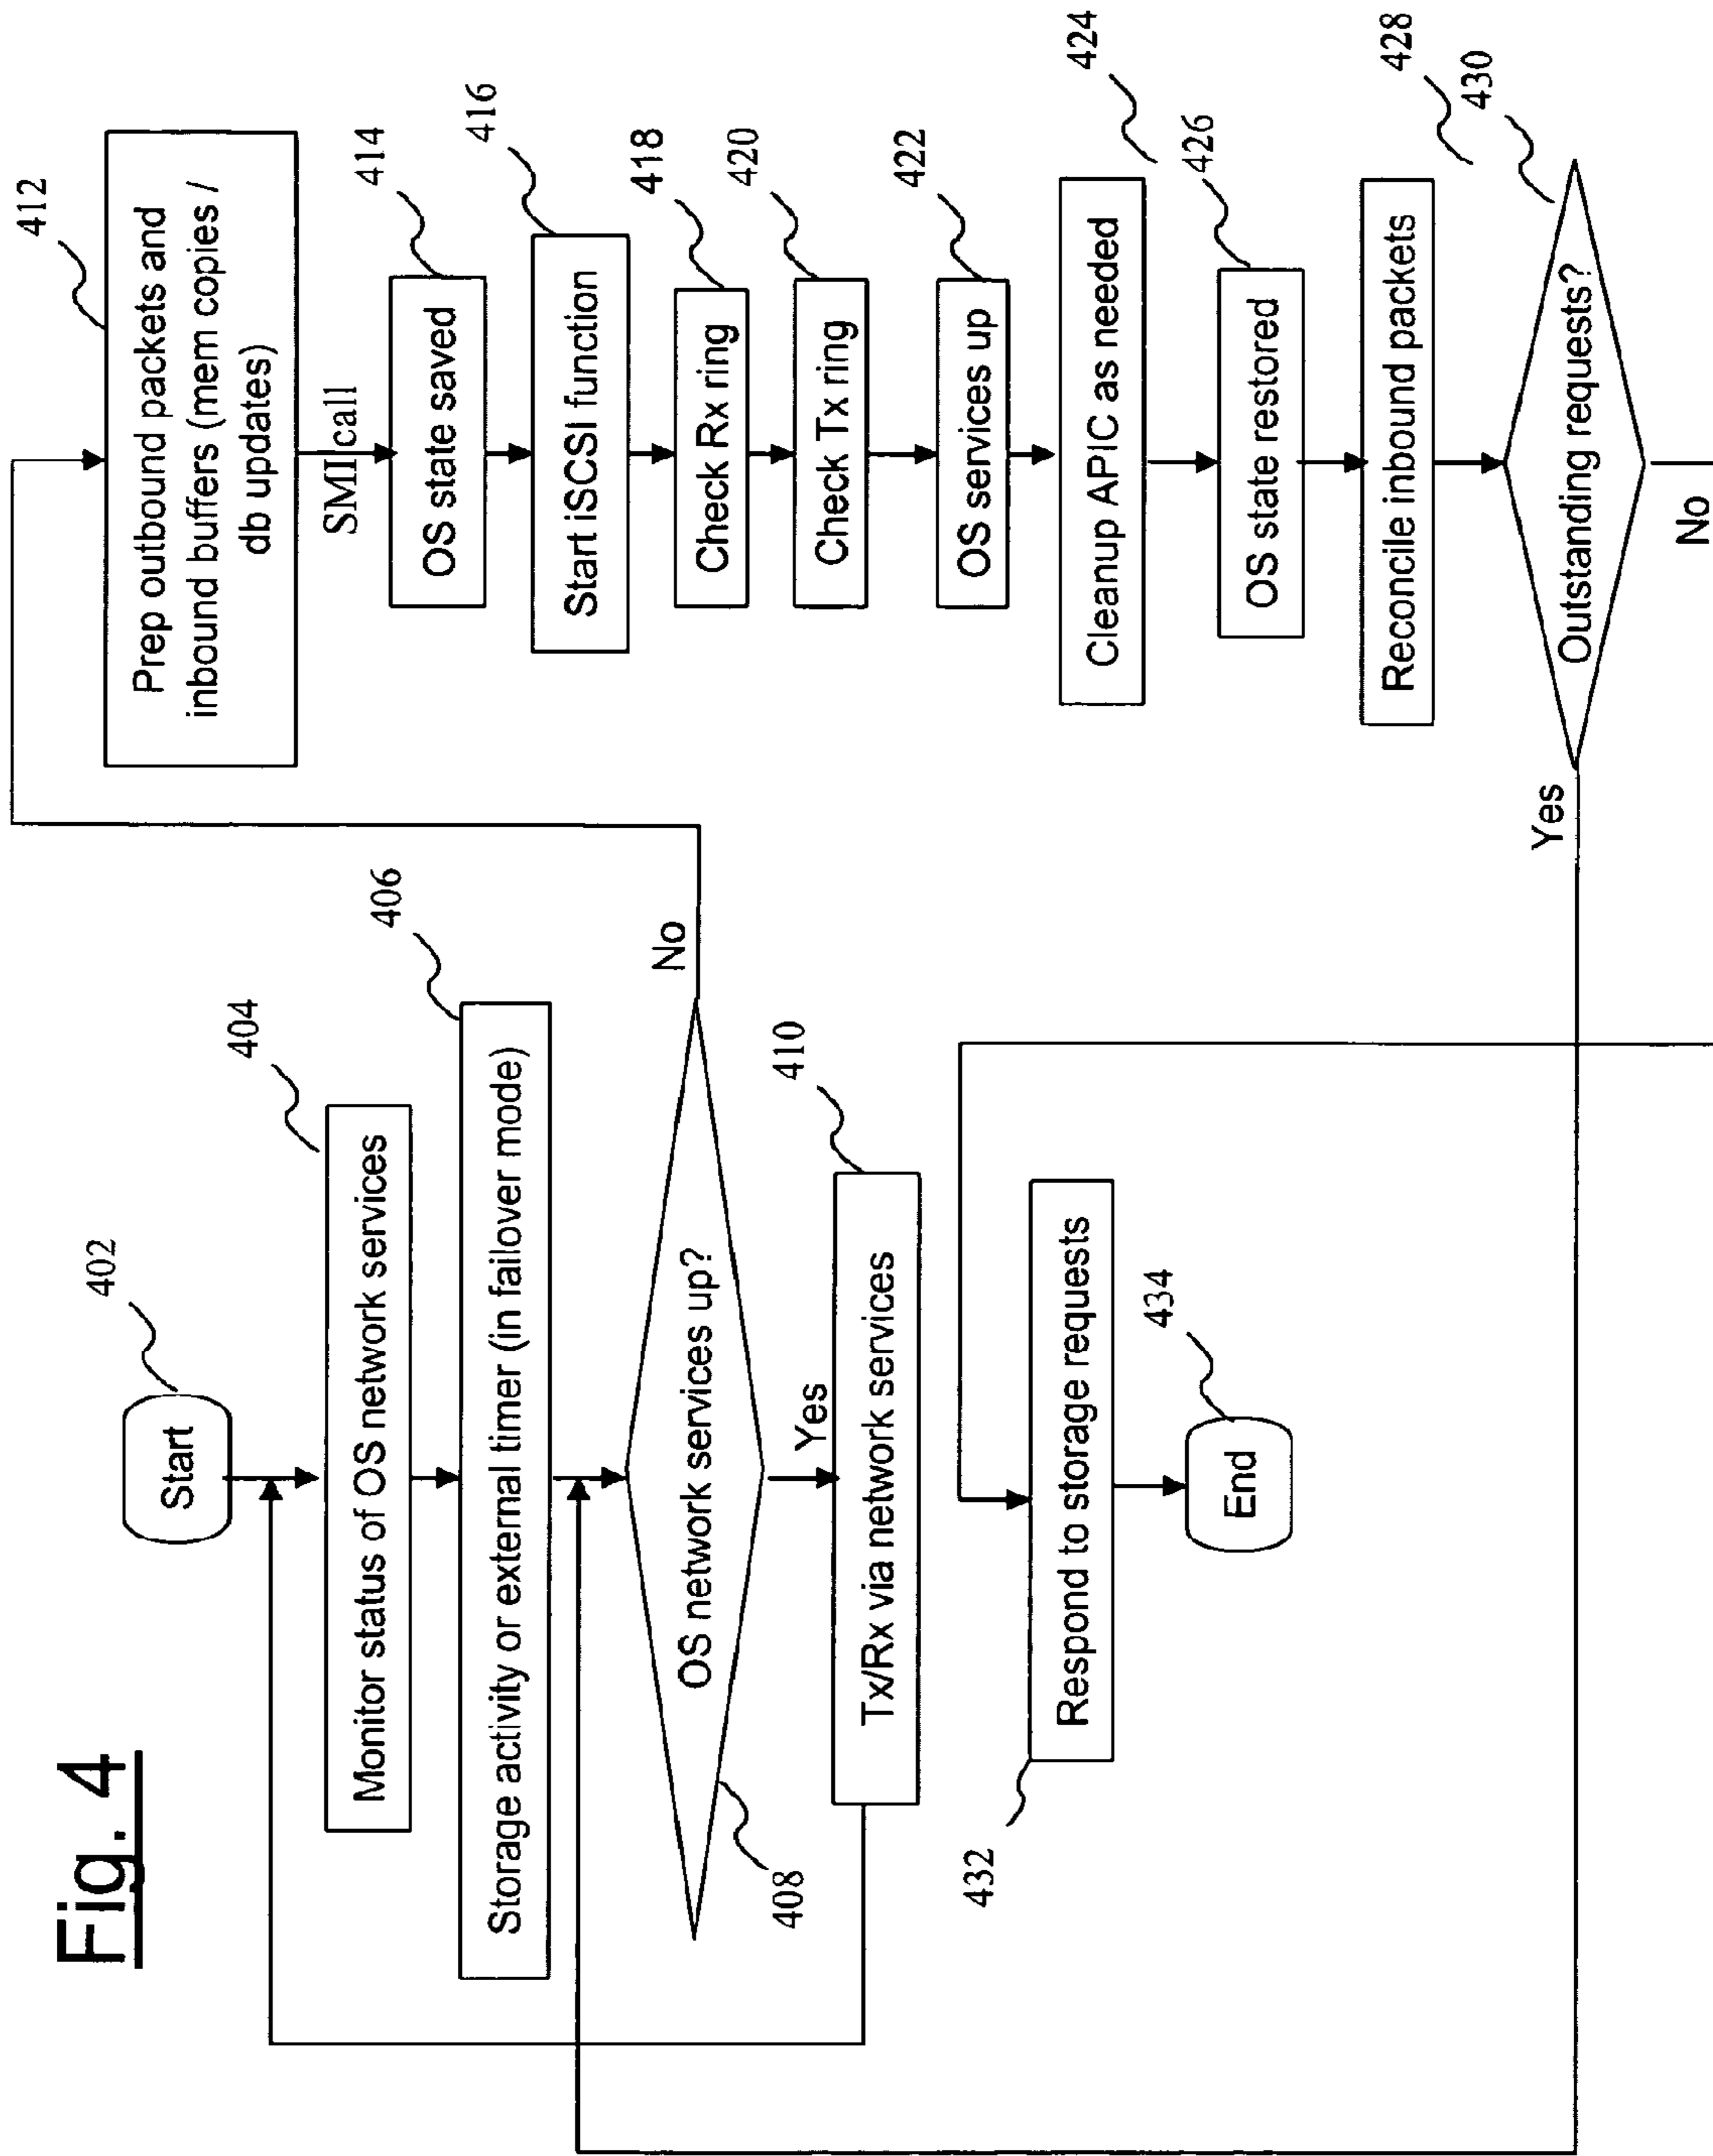 Fig. 4
402
Start
404
Monitor status of OS network services
406
Storage activity or external timer (in failover mode)
OS network services up?
408
No
Yes
410
Tx/Rx via network services
432
Respond to storage requests
434
End
412
Prep outbound packets and
inbound buffers (mem copies /
db updates)
SMI call
414
OS state saved
416
Start iSCSI function
418
Check Rx ring
420
Check Tx ring
422
OS services up
424
Cleanup APIC as needed
426
OS state restored
428
Reconcile inbound packets
430
Outstanding requests?
Yes
No